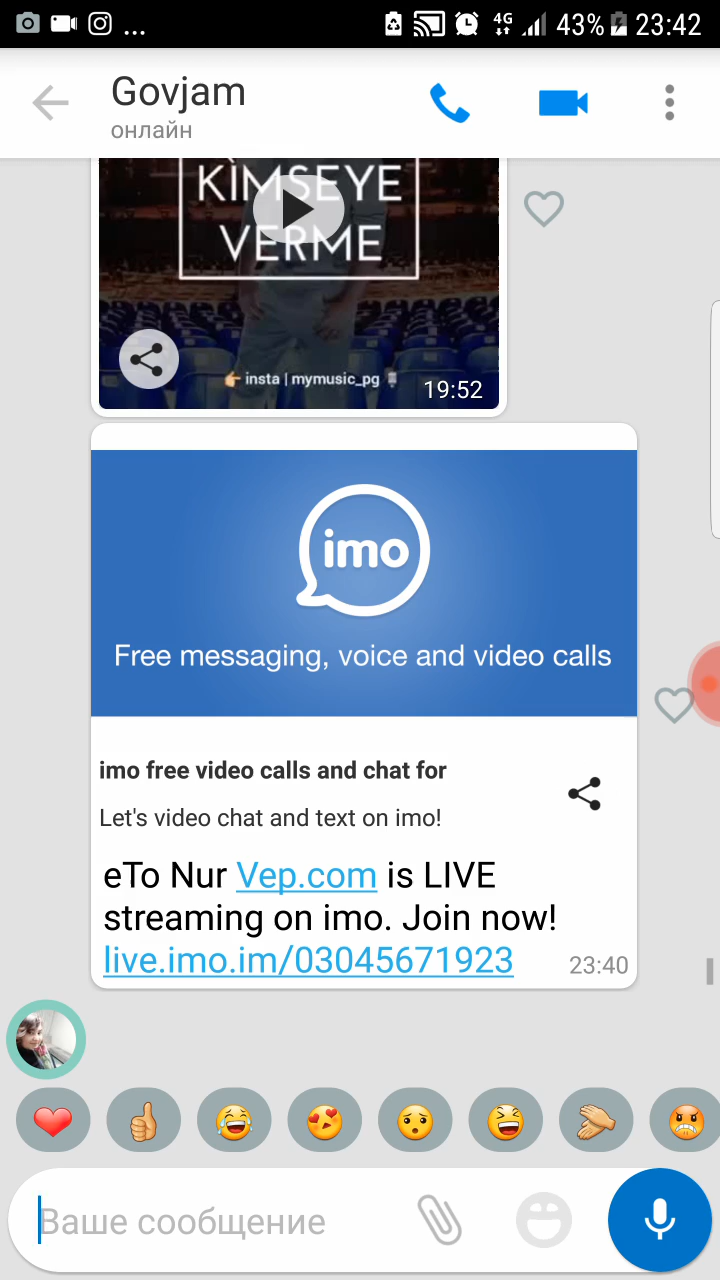 ... 4G 43% 23:42
Govjam
онлайн
KİMSEYE
VERME
👉 insta | mymusic_pg
19:52
imo
Free messaging, voice and video calls
imo free video calls and chat for
Let's video chat and text on imo!
eTo Nur Vep.com is LIVE
streaming on imo. Join now!
live.imo.im/03045671923
23:40
Ваше сообщение